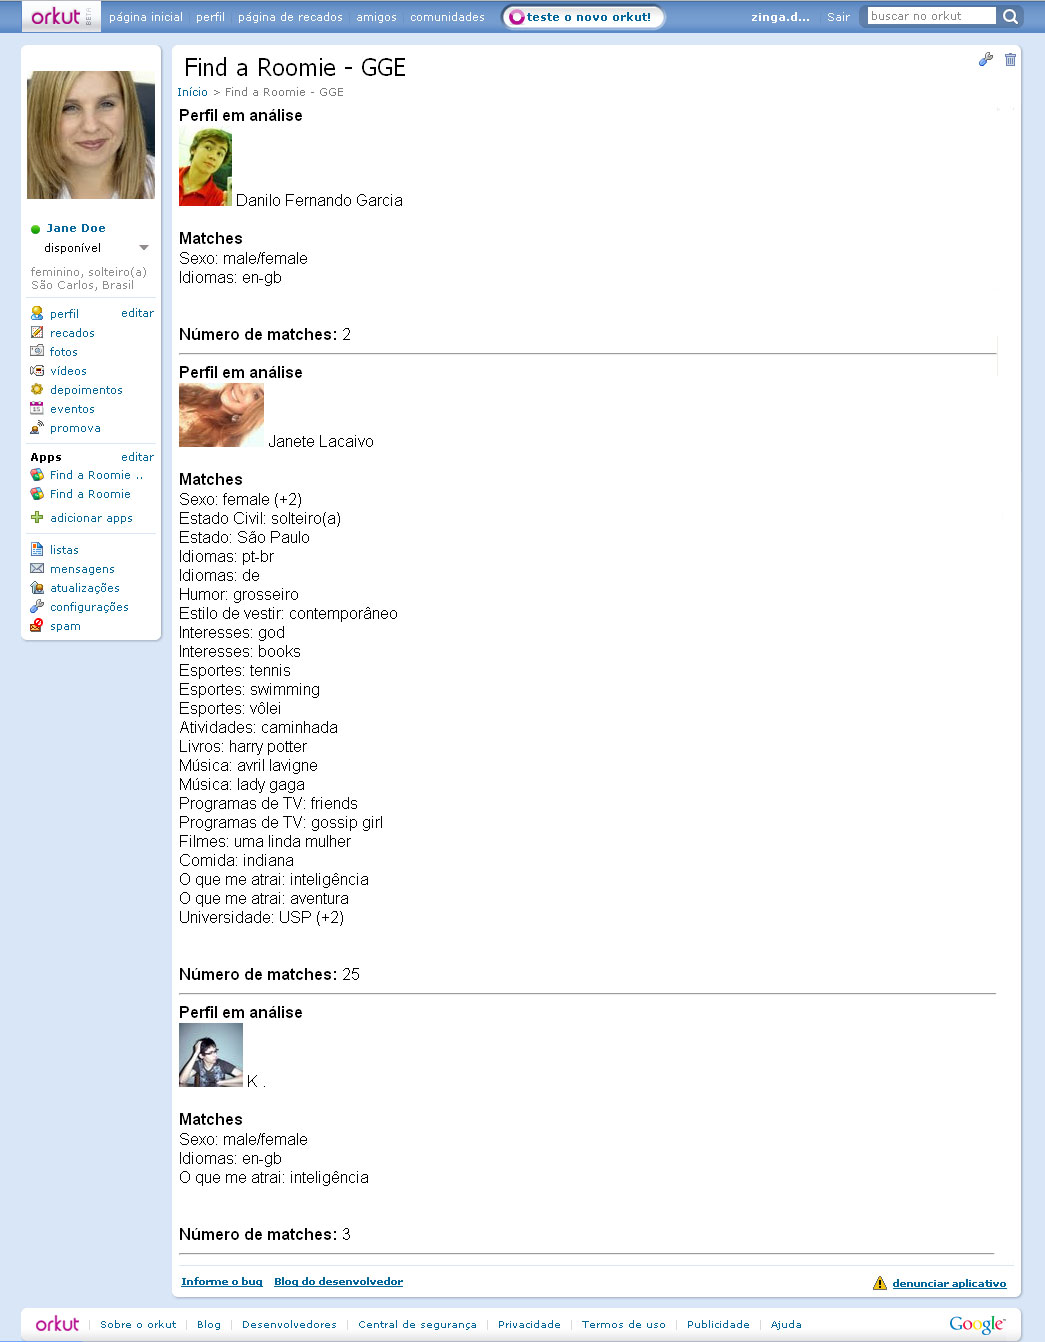 orkut BETA página inicial perfil página de recados amigos comunidades teste o novo orkut! zinga.d... Sair buscar no orkut
Find a Roomie - GGE
Início > Find a Roomie - GGE
Perfil em análise
Danilo Fernando Garcia
Matches
Sexo: male/female
Idiomas: en-gb
Número de matches: 2
Perfil em análise
Janete Lacaivo
Matches
Sexo: female (+2)
Estado Civil: solteiro(a)
Estado: São Paulo
Idiomas: pt-br
Idiomas: de
Humor: grosseiro
Estilo de vestir: contemporâneo
Interesses: god
Interesses: books
Esportes: tennis
Esportes: swimming
Esportes: vôlei
Atividades: caminhada
Livros: harry potter
Música: avril lavigne
Música: lady gaga
Programas de TV: friends
Programas de TV: gossip girl
Filmes: uma linda mulher
Comida: indiana
O que me atrai: inteligência
O que me atrai: aventura
Universidade: USP (+2)
Número de matches: 25
Perfil em análise
K .
Matches
Sexo: male/female
Idiomas: en-gb
O que me atrai: inteligência
Número de matches: 3
Informe o bug Blog do desenvolvedor denunciar aplicativo
Jane Doe
disponível
feminino, solteiro(a)
São Carlos, Brasil
perfil editar
recados
fotos
vídeos
depoimentos
15 eventos
promova
Apps editar
Find a Roomie ..
Find a Roomie
adicionar apps
listas
mensagens
atualizações
configurações
spam
orkut Sobre o orkut Blog Desenvolvedores Central de segurança Privacidade Termos de uso Publicidade Ajuda Google